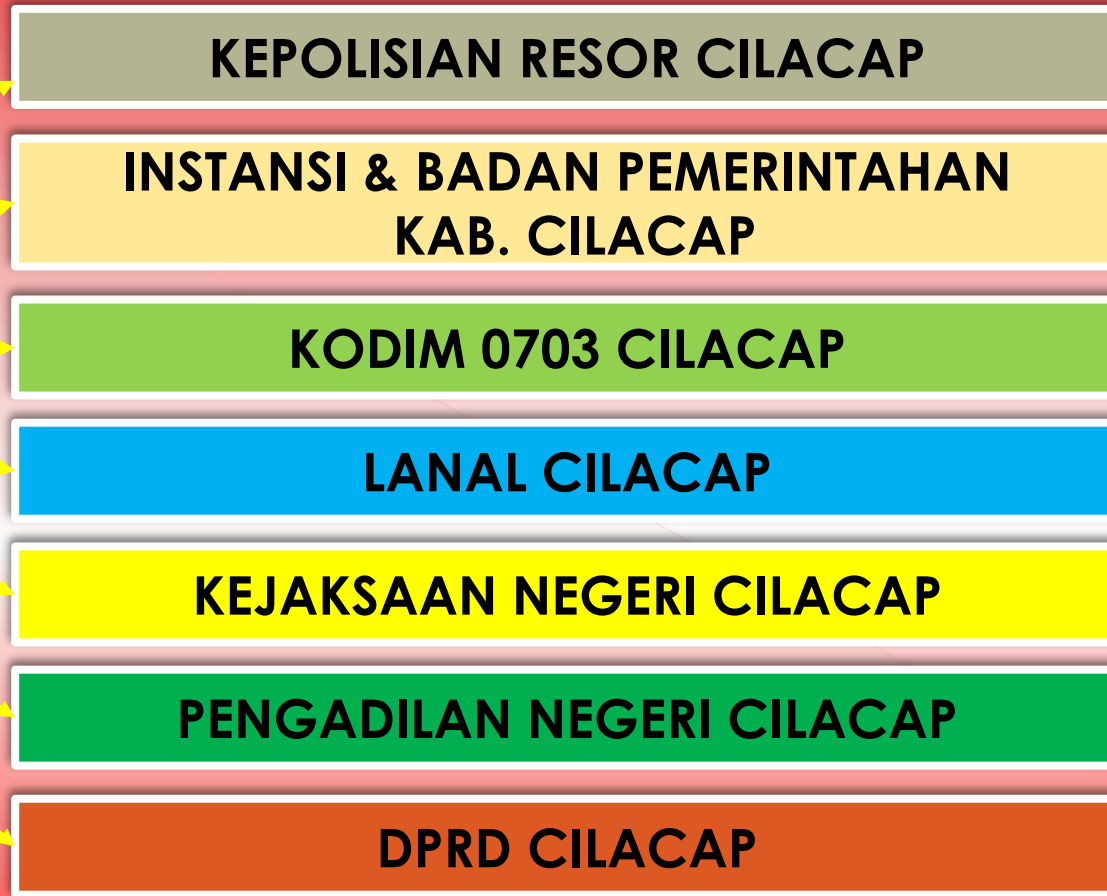 KEPOLISIAN RESOR CILACAP
INSTANSI & BADAN PEMERINTAHAN
KAB. CILACAP
KODIM 0703 CILACAP
LANAL CILACAP
KEJAKSAAN NEGERI CILACAP
PENGADILAN NEGERI CILACAP
DPRD CILACAP